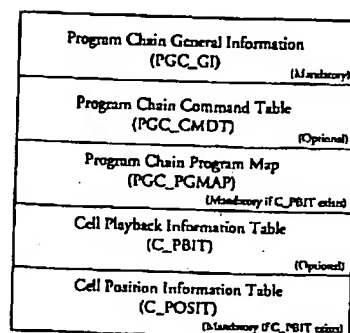 Program Chain General Information
(PGC_GI)
(Mandatory)
Program Chain Command Table
(PGC_CMDT)
(Optional)
Program Chain Program Map
(PGC_PGMAP)
(Mandatory if C_PBIT exists)
Cell Playback Information Table
(C_PBIT)
(Optional)
Cell Position Information Table
(C_POSIT)
(Mandatory if C_PBIT exists)